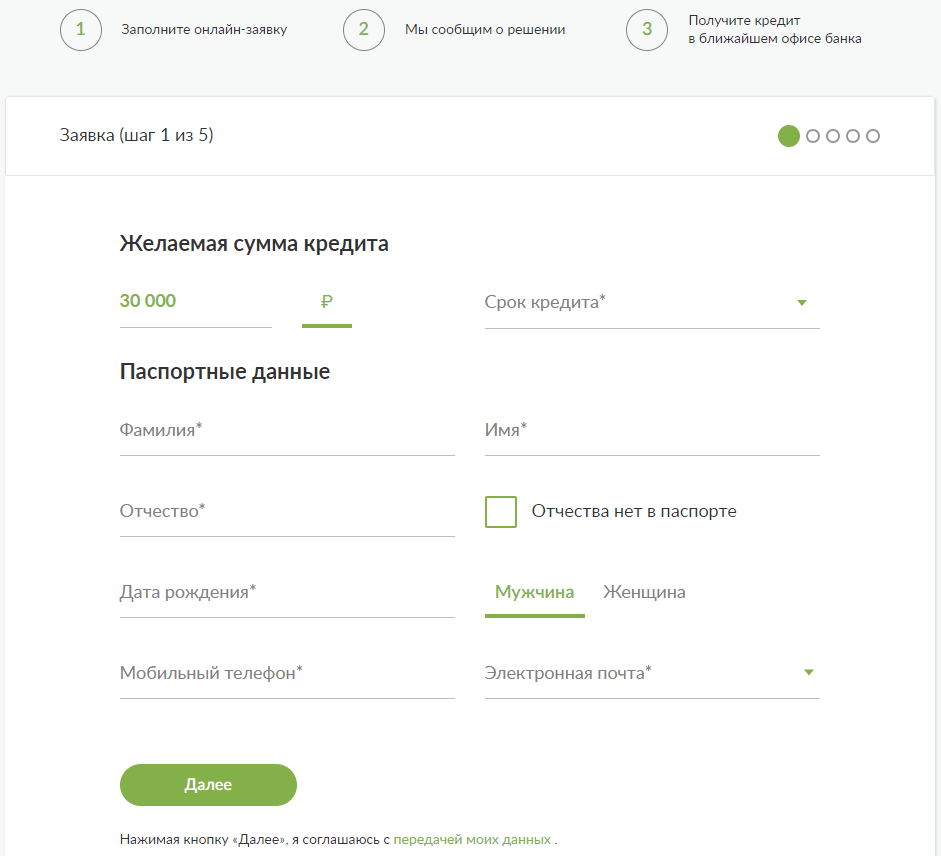 1 Заполните онлайн-заявку 2 Мы сообщим о решении 3 Получите кредит
в ближайшем офисе банка
Заявка (шаг 1 из 5)
Желаемая сумма кредита
30 000 ₽ Срок кредита*
Паспортные данные
Фамилия* Имя*
Отчество* Отчества нет в паспорте
Дата рождения* Мужчина Женщина
Мобильный телефон* Электронная почта*
Далее
Нажимая кнопку «Далее», я соглашаюсь с передачей моих данных .